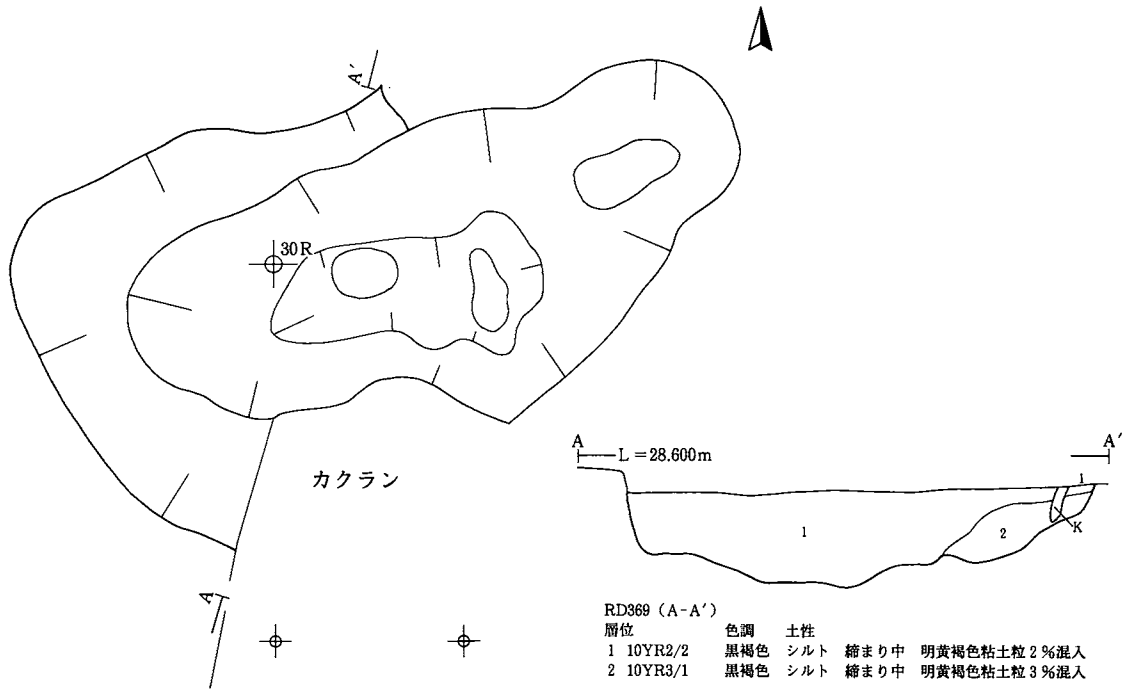 A′
30R
カクラン
A
A
A′
L=28.600m
1
1
2
K
RD369（A-A′）
層位 色調 土性
1 10YR2/2 黒褐色 シルト 締まり中 明黄褐色粘土粒2％混入
2 10YR3/1 黒褐色 シルト 締まり中 明黄褐色粘土粒3％混入